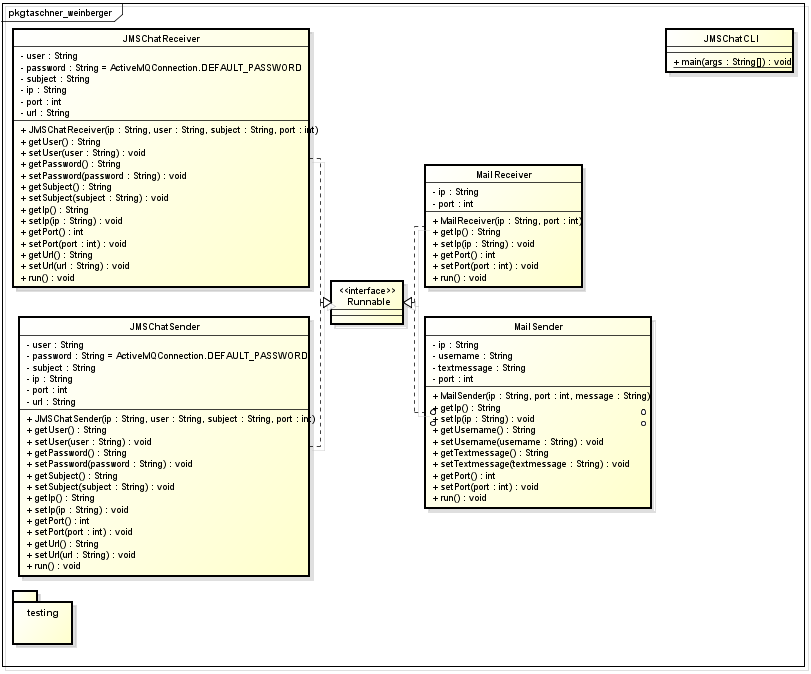 pkgtaschner_weinberger
JMSChatReceiver
- user : String
- password : String = ActiveMQConnection.DEFAULT_PASSWORD
- subject : String
- ip : String
- port : int
- url : String
+ JMSChatReceiver(ip : String, user : String, subject : String, port : int)
+ getUser() : String
+ setUser(user : String) : void
+ getPassword() : String
+ setPassword(password : String) : void
+ getSubject() : String
+ setSubject(subject : String) : void
+ getIp() : String
+ setIp(ip : String) : void
+ getPort() : int
+ setPort(port : int) : void
+ getUrl() : String
+ setUrl(url : String) : void
+ run() : void
JMSChatCLI
+ main(args : String[]) : void
MailReceiver
- ip : String
- port : int
+ MailReceiver(ip : String, port : int)
+ getIp() : String
+ setIp(ip : String) : void
+ getPort() : int
+ setPort(port : int) : void
+ run() : void
<<interface>>
Runnable
JMSChatSender
- user : String
- password : String = ActiveMQConnection.DEFAULT_PASSWORD
- subject : String
- ip : String
- port : int
- url : String
+ JMSChatSender(ip : String, user : String, subject : String, port : int)
+ getUser() : String
+ setUser(user : String) : void
+ getPassword() : String
+ setPassword(password : String) : void
+ getSubject() : String
+ setSubject(subject : String) : void
+ getIp() : String
+ setIp(ip : String) : void
+ getPort() : int
+ setPort(port : int) : void
+ getUrl() : String
+ setUrl(url : String) : void
+ run() : void
MailSender
- ip : String
- username : String
- textmessage : String
- port : int
+ MailSender(ip : String, port : int, message : String)
+ getIp() : String
+ setIp(ip : String) : void
+ getUsername() : String
+ setUsername(username : String) : void
+ getTextmessage() : String
+ setTextmessage(textmessage : String) : void
+ getPort() : int
+ setPort(port : int) : void
+ run() : void
testing